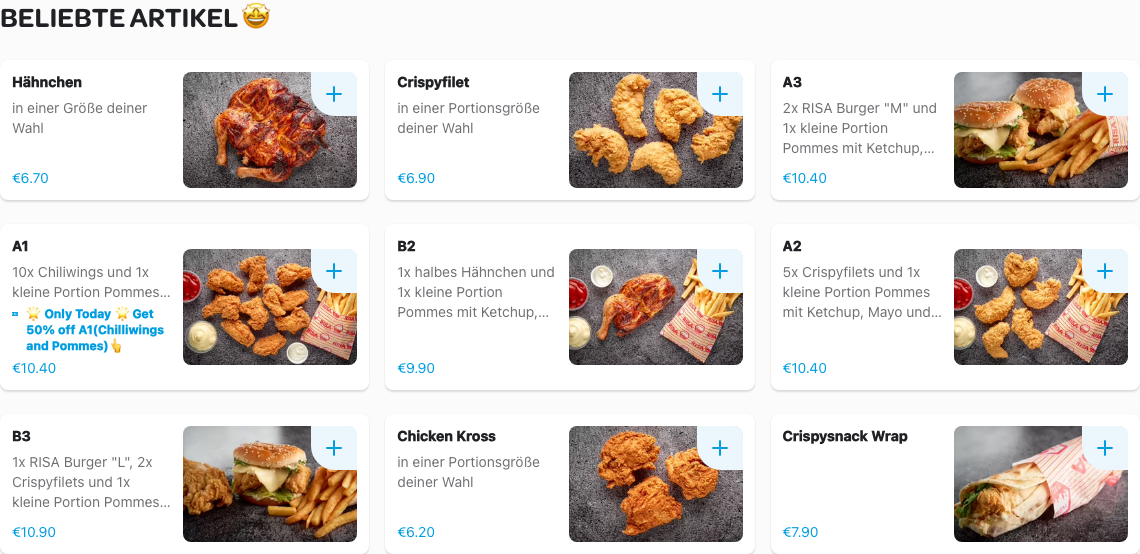 BELIEBTE ARTIKEL 🤩
Hähnchen
in einer Größe deiner
Wahl
€6.70
Crispyfilet
in einer Portionsgröße
deiner Wahl
€6.90
A3
2x RISA Burger "M" und
1x kleine Portion
Pommes mit Ketchup,...
€10.40
A1
10x Chiliwings und 1x
kleine Portion Pommes...
🌟 Only Today 🌟 Get
50% off A1(Chilliwings
and Pommes)👆
€10.40
B2
1x halbes Hähnchen und
1x kleine Portion
Pommes mit Ketchup,...
€9.90
A2
5x Crispyfilets und 1x
kleine Portion Pommes
mit Ketchup, Mayo und...
€10.40
B3
1x RISA Burger "L", 2x
Crispyfilets und 1x
kleine Portion Pommes...
€10.90
Chicken Kross
in einer Portionsgröße
deiner Wahl
€6.20
Crispysnack Wrap
€7.90